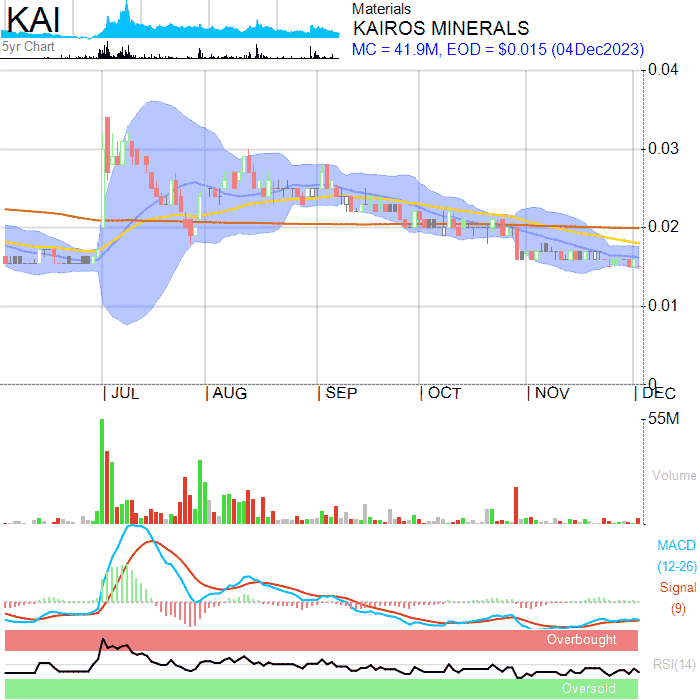 KAI
5yr Chart
Materials
KAIROS MINERALS
MC = 41.9M, EOD = $0.015 (04Dec2023)
0.04
0.03
0.02
0.01
0
JUL
AUG
SEP
OCT
NOV
DEC
55M
Volume
MACD
(12-26)
Signal
(9)
Overbought
RSI(14)
Oversold